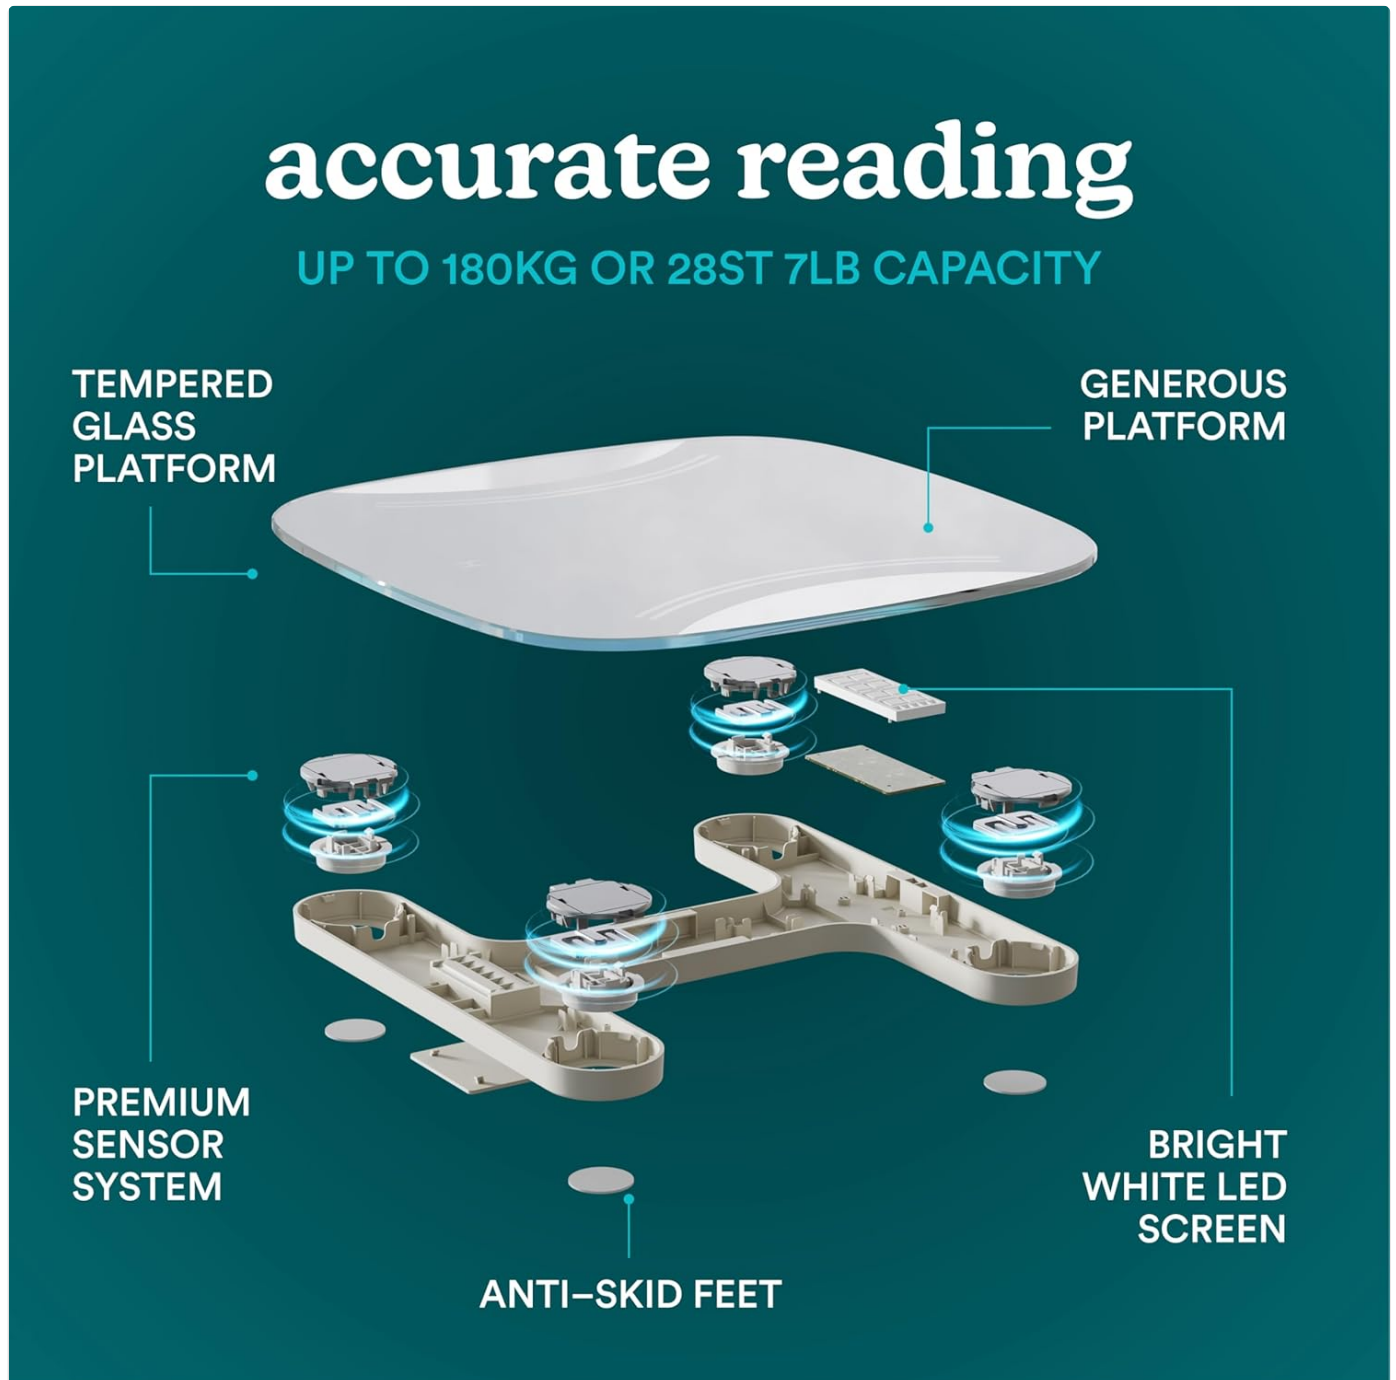 accurate reading
UP TO 180KG OR 28ST 7LB CAPACITY
TEMPERED
GLASS
PLATFORM
GENEROUS
PLATFORM
PREMIUM
SENSOR
SYSTEM
BRIGHT
WHITE LED
SCREEN
ANTI–SKID FEET